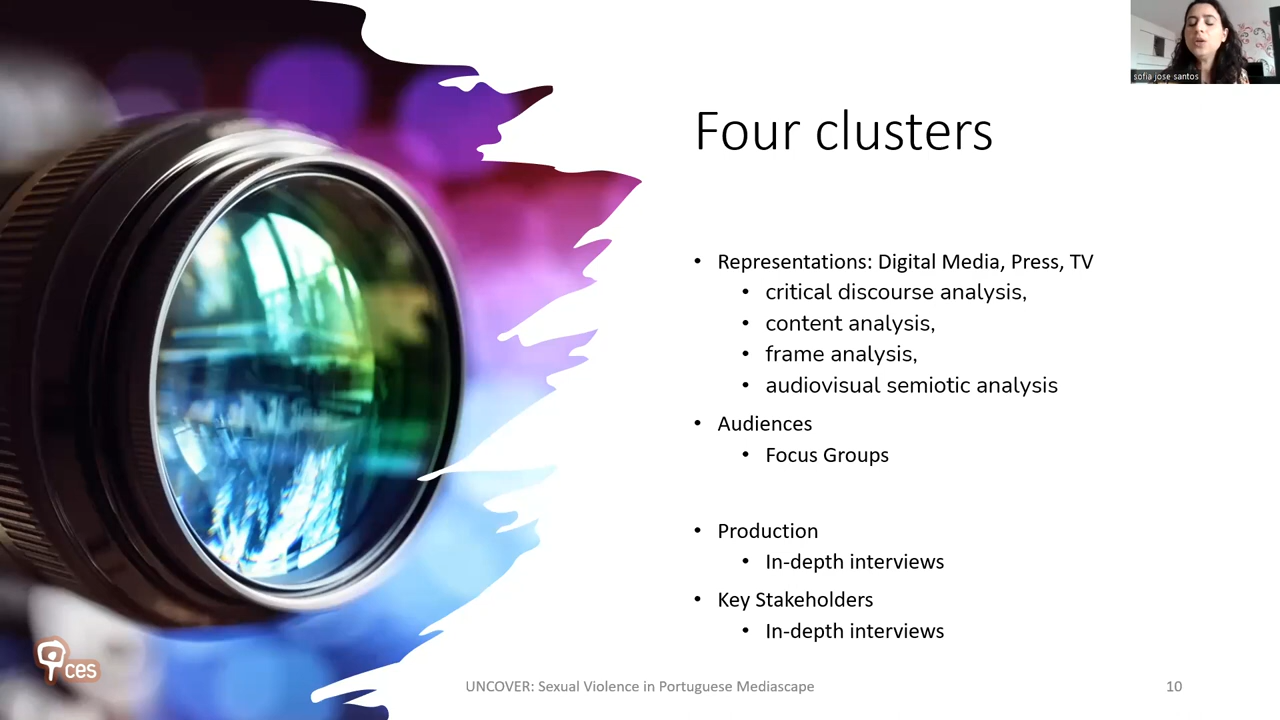 sofia jose santos
Four clusters
• Representations: Digital Media, Press, TV
• critical discourse analysis,
• content analysis,
• frame analysis,
• audiovisual semiotic analysis
• Audiences
• Focus Groups
• Production
• In-depth interviews
• Key Stakeholders
• In-depth interviews
ces
UNCOVER: Sexual Violence in Portuguese Mediascape
10